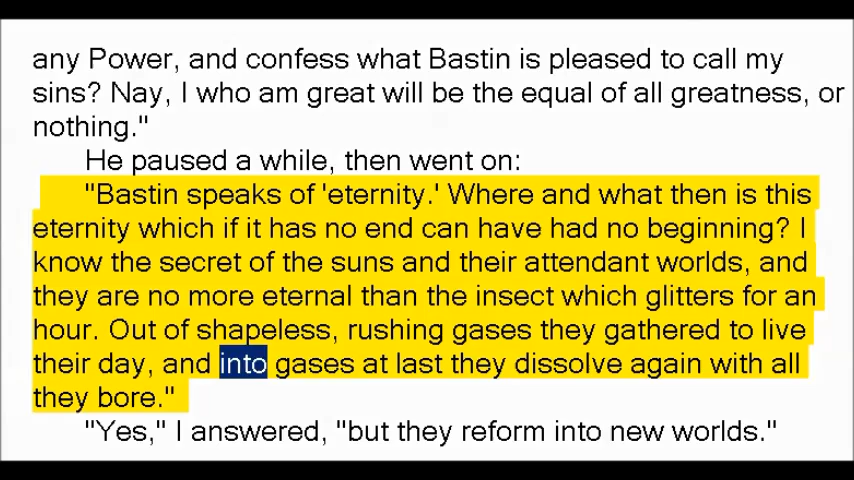 any Power, and confess what Bastin is pleased to call my
sins? Nay, I who am great will be the equal of all greatness, or
nothing."
He paused a while, then went on:
"Bastin speaks of 'eternity.' Where and what then is this
eternity which if it has no end can have had no beginning? I
know the secret of the suns and their attendant worlds, and
they are no more eternal than the insect which glitters for an
hour. Out of shapeless, rushing gases they gathered to live
their day, and into gases at last they dissolve again with all
they bore."
"Yes," I answered, "but they reform into new worlds."